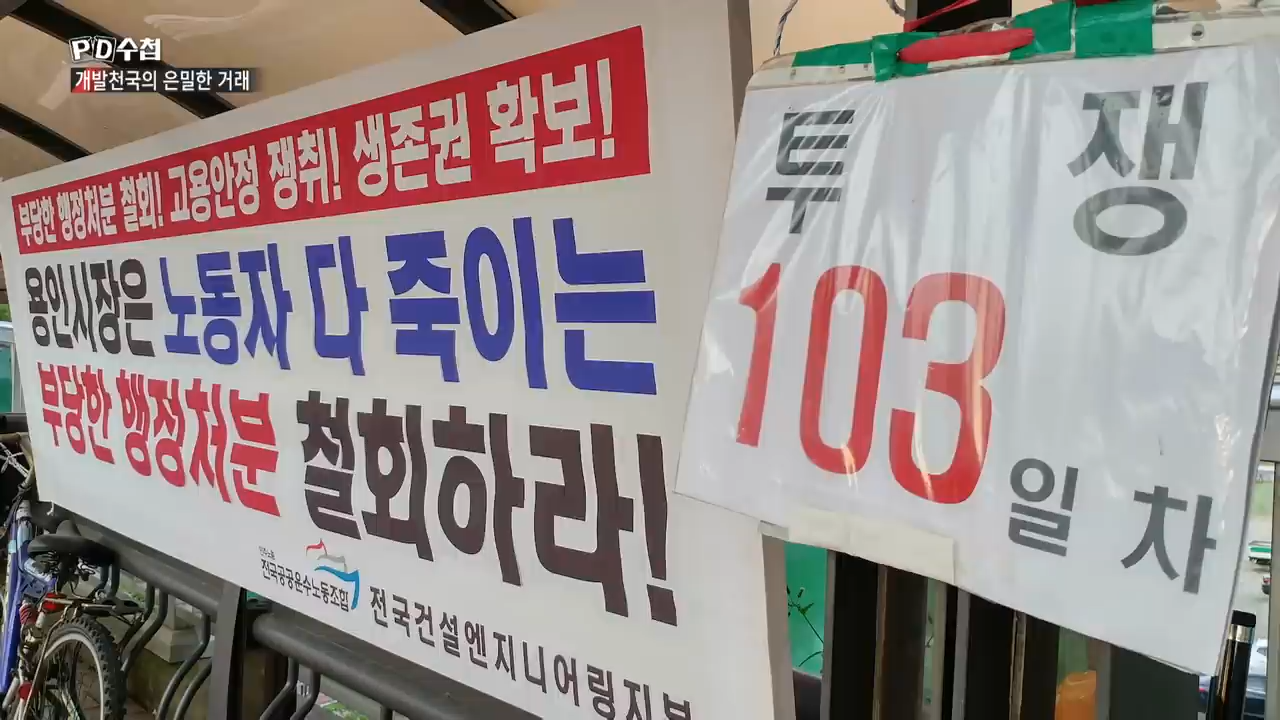 PD수첩
개발천국의 은밀한 거래
부당한 행정처분 철회! 고용안정 쟁취! 생존권 확보!
용인시장은 노동자 다 죽이는
부당한 행정처분 철회하라!
전국공공운수노동조합
전국건설엔지니어링지부
투쟁
103
일차